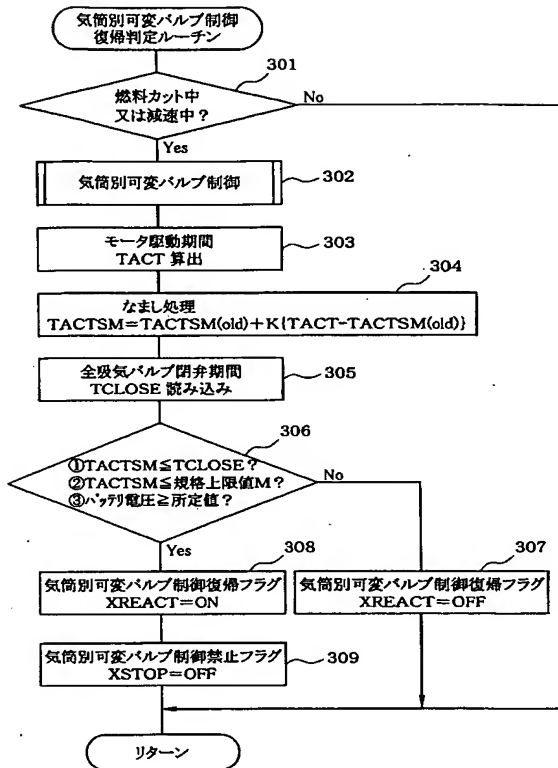 気筒別可変バルブ制御
復帰判定ルーチン
301
燃料カット中
又は減速中？
No
Yes
気筒別可変バルブ制御
302
モータ駆動期間
TACT 算出
303
304
なまし処理
TACTSM=TACTSM(old)+K{TACT-TACTSM(old)}
全吸気バルブ閉弁期間
TCLOSE 読み込み
305
306
①TACTSM≦TCLOSE？
②TACTSM≦規格上限値M？
③バッテリ電圧≧所定値？
No
Yes
308
307
気筒別可変バルブ制御復帰フラグ
XREACT=ON
気筒別可変バルブ制御復帰フラグ
XREACT=OFF
気筒別可変バルブ制御禁止フラグ
XSTOP=OFF
309
リターン